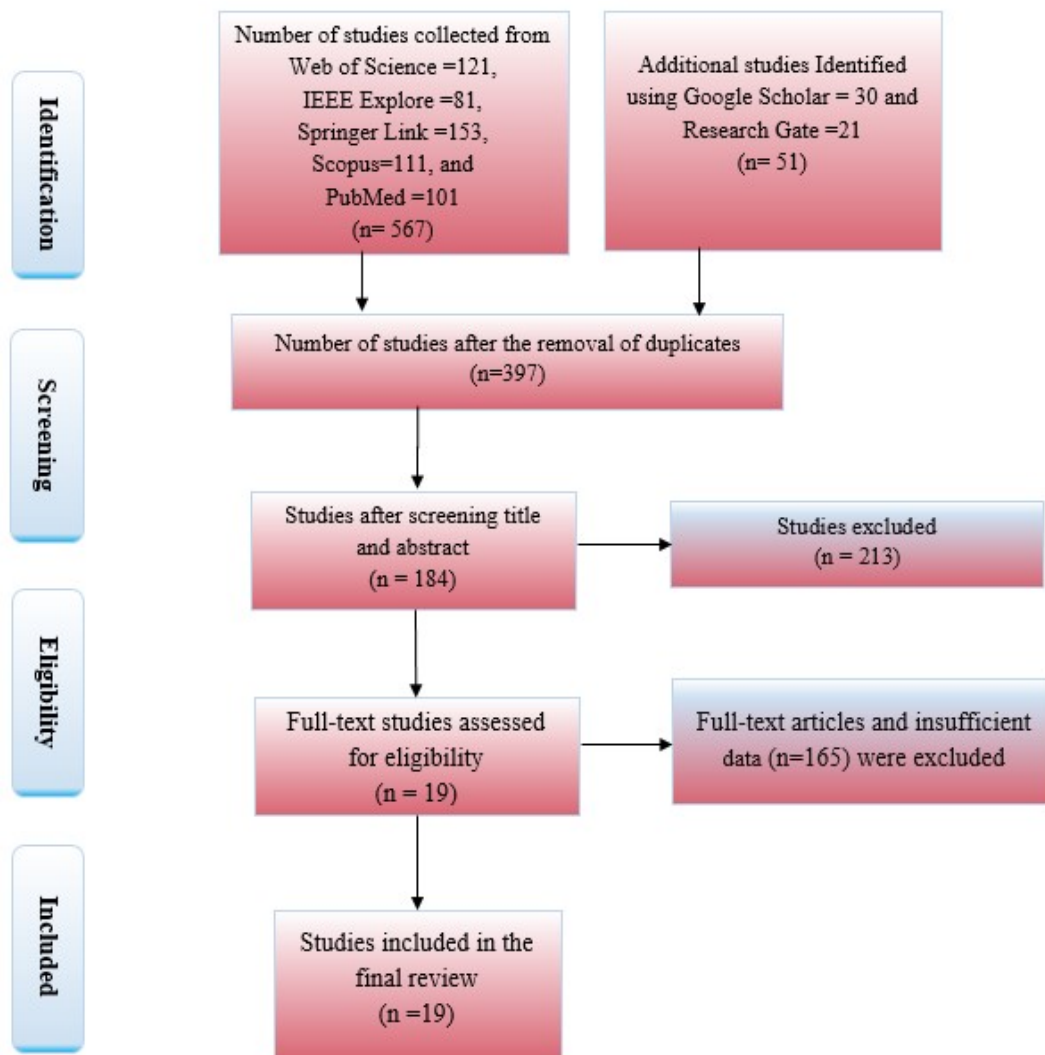 Identification
Number of studies collected from
Web of Science =121,
IEEE Explore =81,
Springer Link =153,
Scopus=111, and
PubMed =101
(n= 567)
Additional studies Identified
using Google Scholar = 30 and
Research Gate =21
(n= 51)
Screening
Number of studies after the removal of duplicates
(n=397)
Studies after screening title
and abstract
(n = 184)
Studies excluded
(n = 213)
Eligibility
Full-text studies assessed
for eligibility
(n = 19)
Full-text articles and insufficient
data (n=165) were excluded
Included
Studies included in the
final review
(n =19)